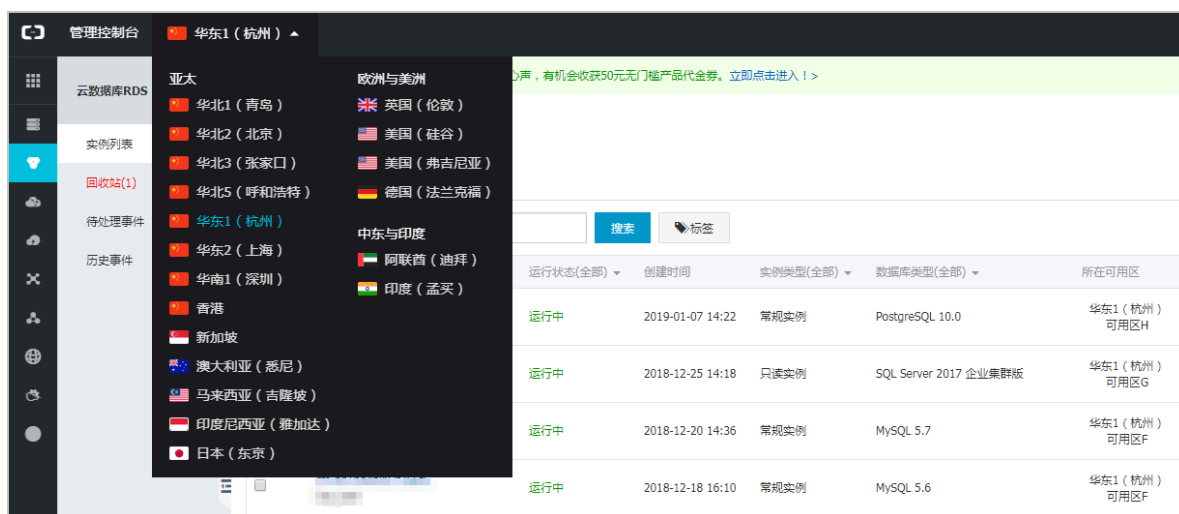 管理控制台
华东1 ( 杭州 )
云数据库RDS
实例列表
回收站(1)
待处理事件
历史事件
亚太
华北1 ( 青岛 )
华北2 ( 北京 )
华北3 ( 张家口 )
华北5 ( 呼和浩特 )
华东1 ( 杭州 )
华东2 ( 上海 )
华南1 ( 深圳 )
香港
新加坡
澳大利亚 ( 悉尼 )
马来西亚 ( 吉隆坡 )
印度尼西亚 ( 雅加达 )
日本 ( 东京 )
欧洲与美洲
英国 ( 伦敦 )
美国 ( 硅谷 )
美国 ( 弗吉尼亚 )
德国 ( 法兰克福 )
中东与印度
阿联酋 ( 迪拜 )
印度 ( 孟买 )
声，有机会收获50元无门槛产品代金券。立即点击进入！>
搜索
标签
运行状态(全部) 创建时间 实例类型(全部) 数据库类型(全部) 所在可用区
运行中 2019-01-07 14:22 常规实例 PostgreSQL 10.0 华东1 ( 杭州 )
可用区H
运行中 2018-12-25 14:18 只读实例 SQL Server 2017 企业集群版 华东1 ( 杭州 )
可用区G
运行中 2018-12-20 14:36 常规实例 MySQL 5.7 华东1 ( 杭州 )
可用区F
运行中 2018-12-18 16:10 常规实例 MySQL 5.6 华东1 ( 杭州 )
可用区F